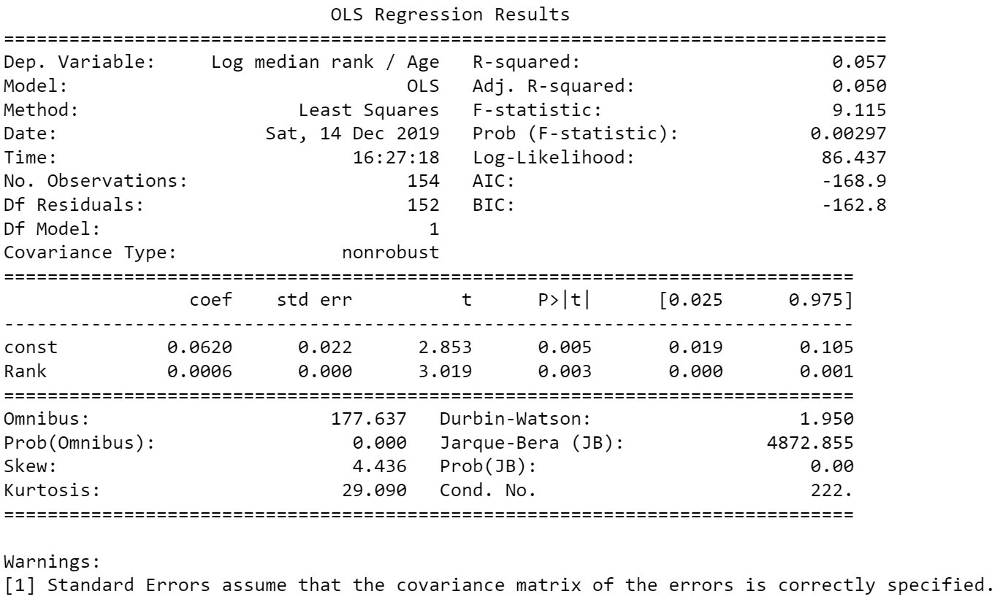 OLS Regression Results
==============================================================================
Dep. Variable: Log median rank / Age R-squared: 0.057
Model: OLS Adj. R-squared: 0.050
Method: Least Squares F-statistic: 9.115
Date: Sat, 14 Dec 2019 Prob (F-statistic): 0.00297
Time: 16:27:18 Log-Likelihood: 86.437
No. Observations: 154 AIC: -168.9
Df Residuals: 152 BIC: -162.8
Df Model: 1
Covariance Type: nonrobust
==============================================================================
coef std err t P>|t| [0.025 0.975]
------------------------------------------------------------------------------
const 0.0620 0.022 2.853 0.005 0.019 0.105
Rank 0.0006 0.000 3.019 0.003 0.000 0.001
==============================================================================
Omnibus: 177.637 Durbin-Watson: 1.950
Prob(Omnibus): 0.000 Jarque-Bera (JB): 4872.855
Skew: 4.436 Prob(JB): 0.00
Kurtosis: 29.090 Cond. No. 222.
==============================================================================
Warnings:
[1] Standard Errors assume that the covariance matrix of the errors is correctly specified.